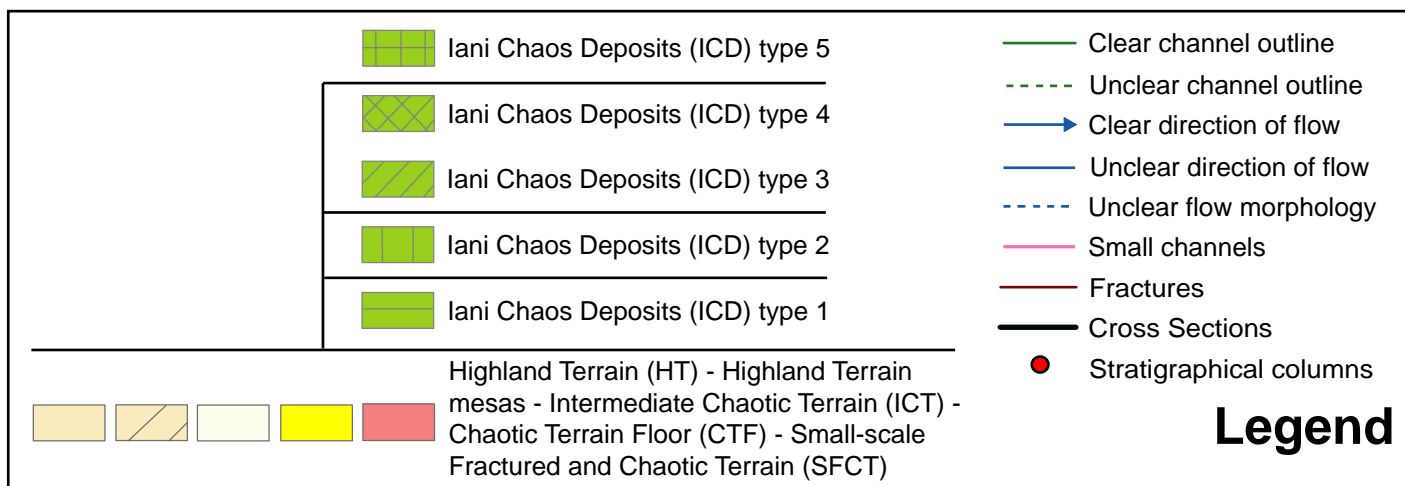 Iani Chaos Deposits (ICD) type 5
Iani Chaos Deposits (ICD) type 4
Iani Chaos Deposits (ICD) type 3
Iani Chaos Deposits (ICD) type 2
Iani Chaos Deposits (ICD) type 1
Highland Terrain (HT) - Highland Terrain
mesas - Intermediate Chaotic Terrain (ICT) -
Chaotic Terrain Floor (CTF) - Small-scale
Fractured and Chaotic Terrain (SFCT)
Clear channel outline
Unclear channel outline
Clear direction of flow
Unclear direction of flow
Unclear flow morphology
Small channels
Fractures
Cross Sections
Stratigraphical columns
Legend